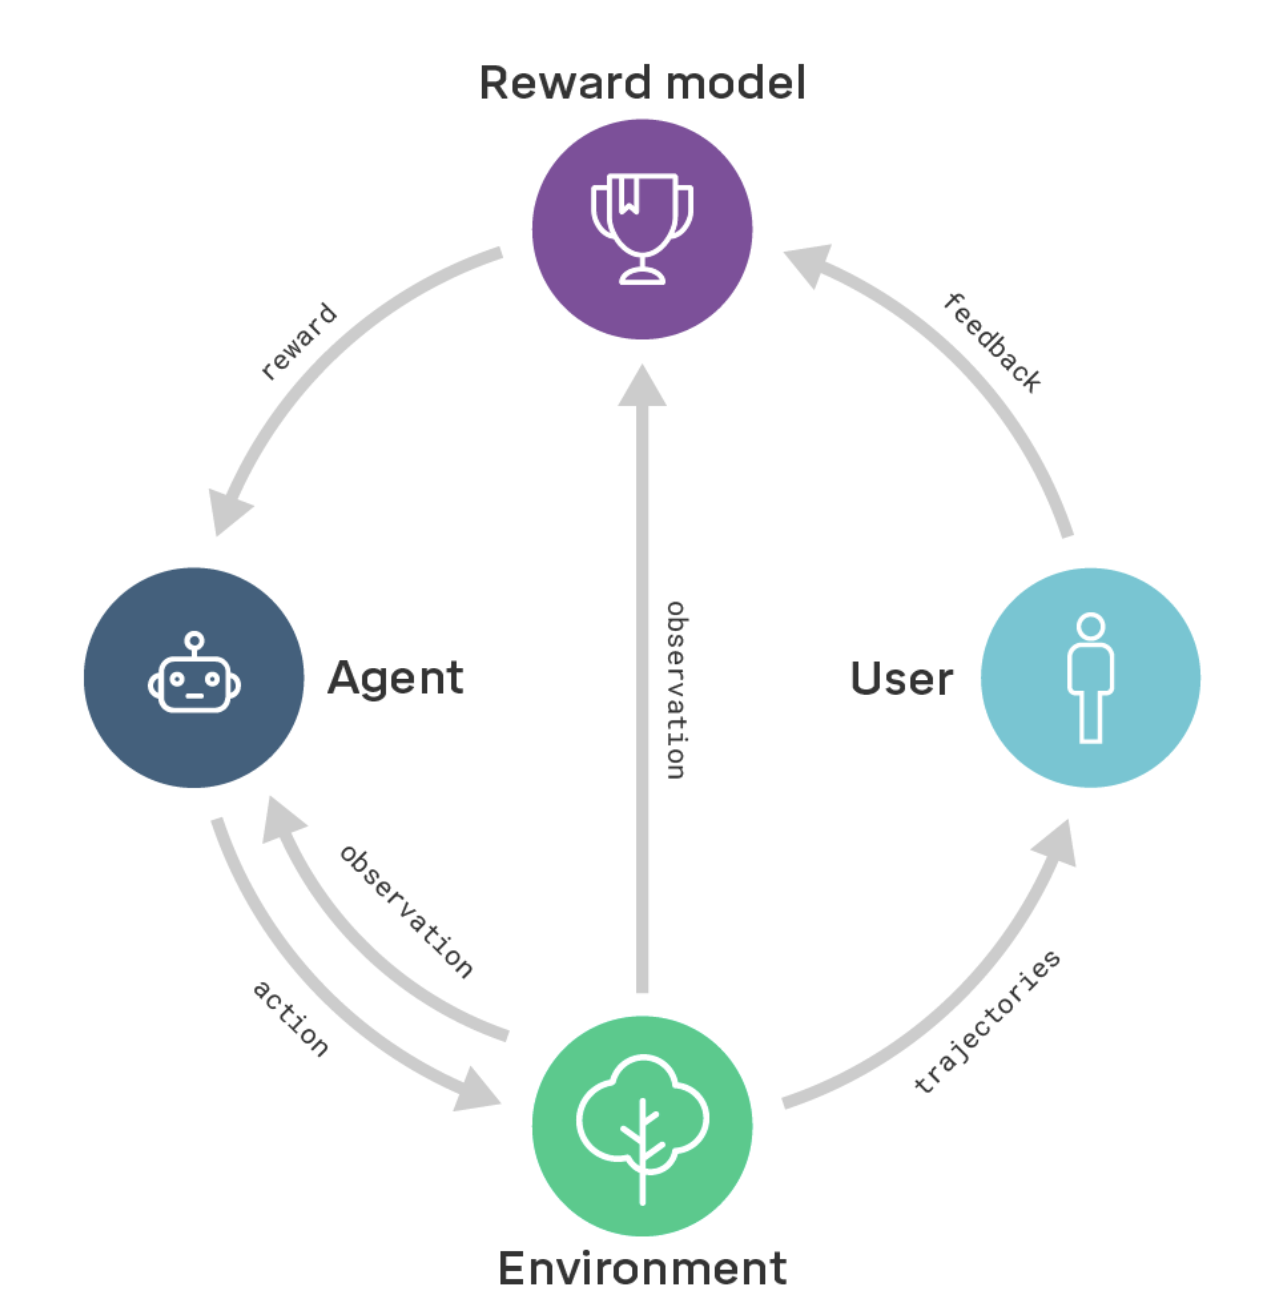 Reward model
reward
feedback
observation
Agent
User
observation
action
trajectories
Environment